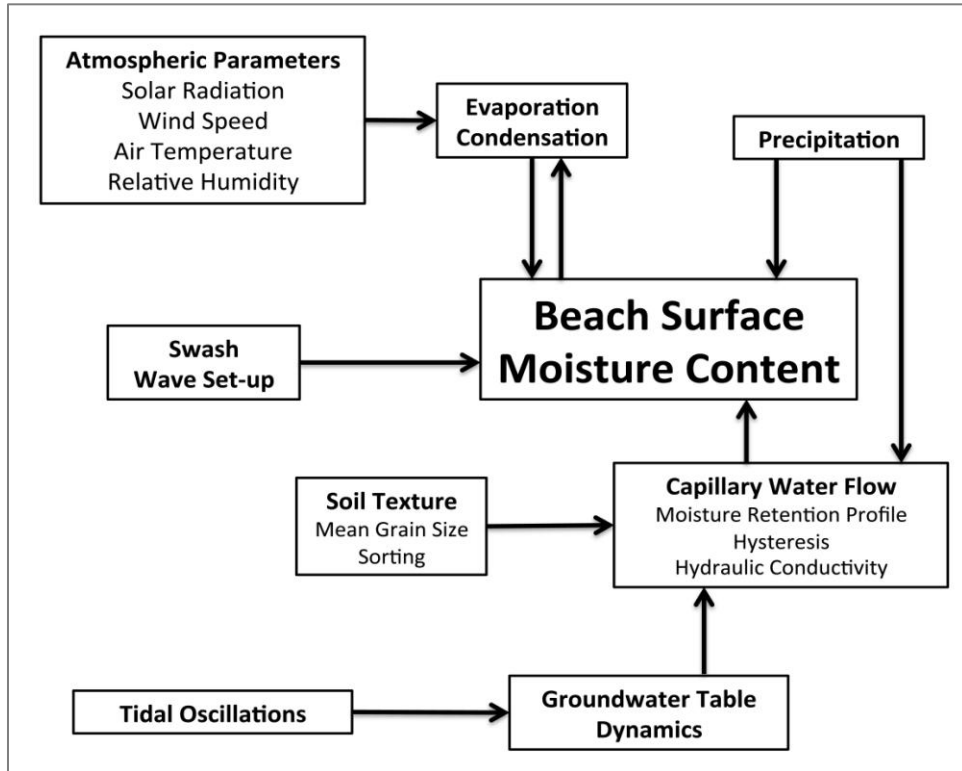 Atmospheric Parameters
Solar Radiation
Wind Speed
Air Temperature
Relative Humidity
Evaporation
Condensation
Precipitation
Beach Surface
Moisture Content
Swash
Wave Set-up
Soil Texture
Mean Grain Size
Sorting
Capillary Water Flow
Moisture Retention Profile
Hysteresis
Hydraulic Conductivity
Tidal Oscillations
Groundwater Table
Dynamics